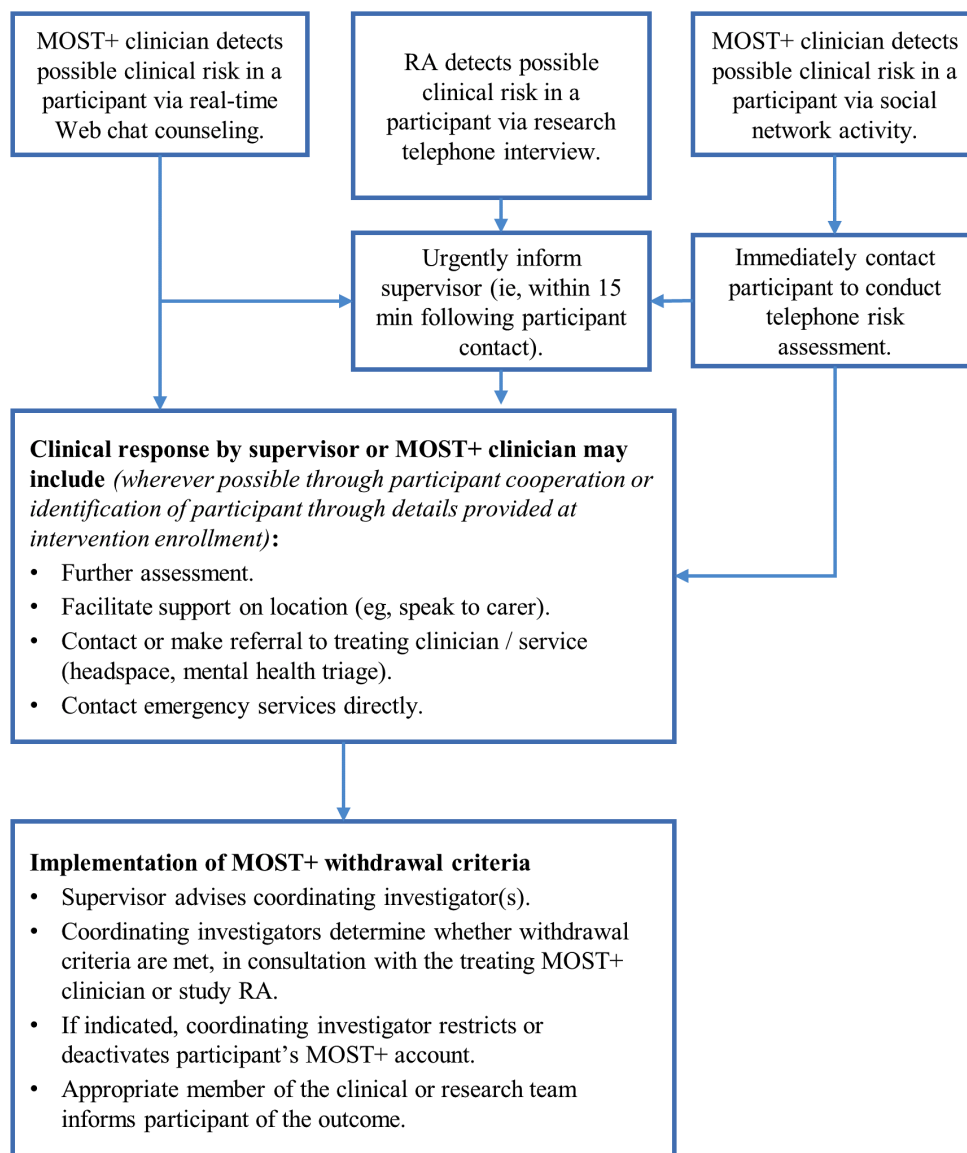 MOST+ clinician detects
possible clinical risk in a
participant via real-time
Web chat counseling.
RA detects possible
clinical risk in a
participant via research
telephone interview.
MOST+ clinician detects
possible clinical risk in a
participant via social
network activity.
Urgently inform
supervisor (ie, within 15
min following participant
contact).
Immediately contact
participant to conduct
telephone risk
assessment.
Clinical response by supervisor or MOST+ clinician may
include (wherever possible through participant cooperation or
identification of participant through details provided at
intervention enrollment):
• Further assessment.
• Facilitate support on location (eg, speak to carer).
• Contact or make referral to treating clinician / service
(headspace, mental health triage).
• Contact emergency services directly.
Implementation of MOST+ withdrawal criteria
• Supervisor advises coordinating investigator(s).
• Coordinating investigators determine whether withdrawal
criteria are met, in consultation with the treating MOST+
clinician or study RA.
• If indicated, coordinating investigator restricts or
deactivates participant’s MOST+ account.
• Appropriate member of the clinical or research team
informs participant of the outcome.